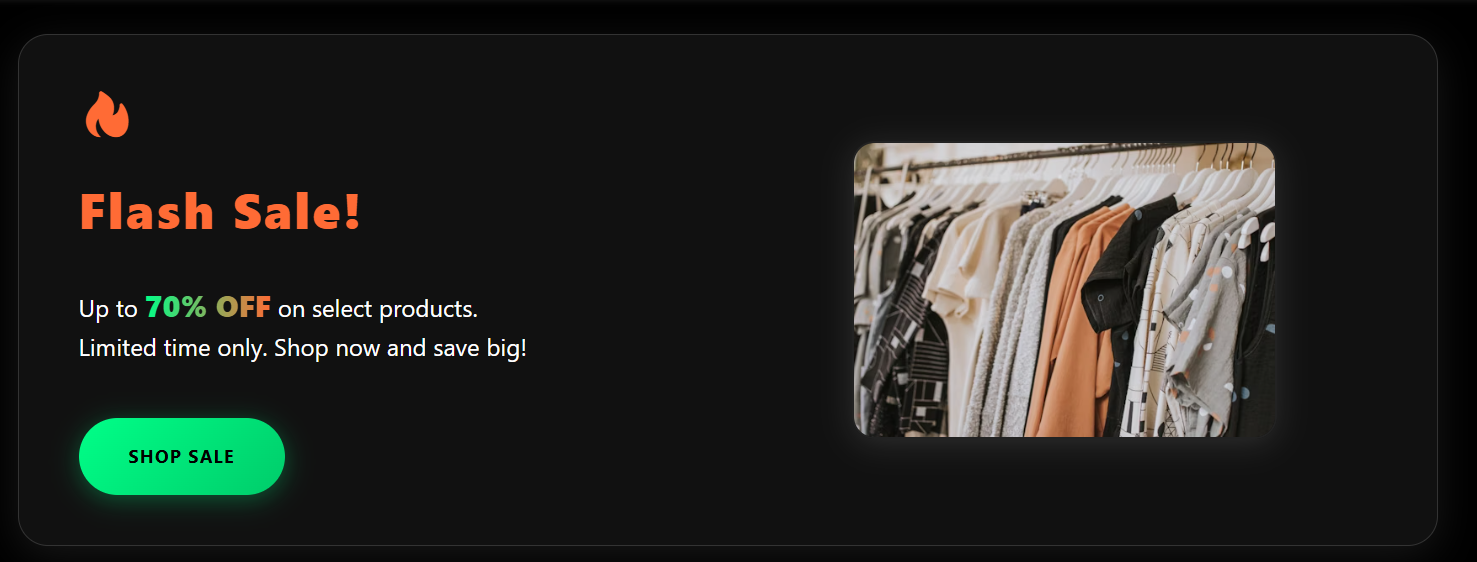 Flash Sale!
Up to 70% OFF on select products.
Limited time only. Shop now and save big!
SHOP SALE